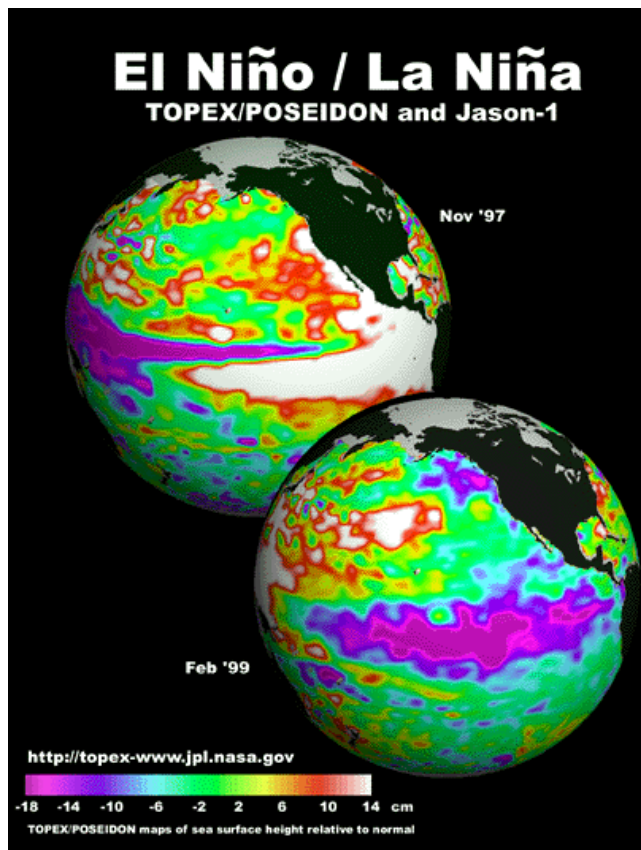 El Niño / La Niña
TOPEX/POSEIDON and Jason-1
Nov '97
Feb '99
http://topex-www.jpl.nasa.gov
-18 -14 -10 -6 -2 2 6 10 14 cm
TOPEX/POSEIDON maps of sea surface height relative to normal